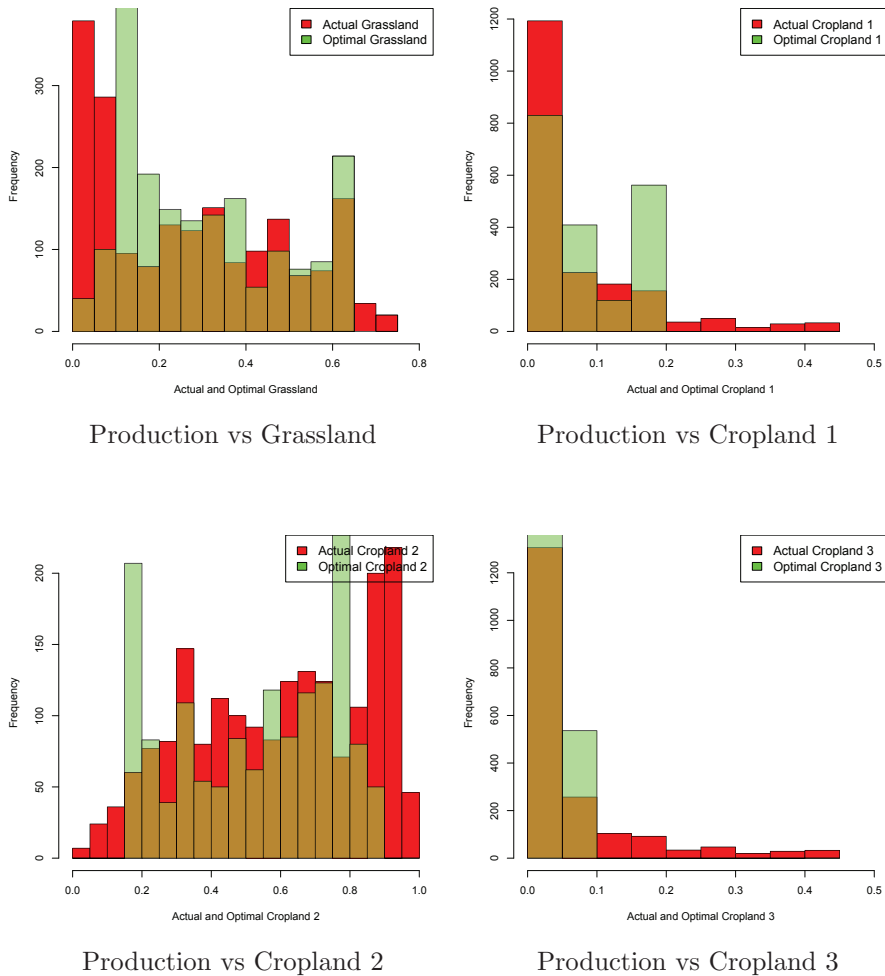 Actual Grassland
Optimal Grassland
Frequency
0 100 200 300
0.0 0.2 0.4 0.6 0.8
Actual and Optimal Grassland
Production vs Grassland
Actual Cropland 1
Optimal Cropland 1
Frequency
0 200 400 600 800 1000 1200
0.0 0.1 0.2 0.3 0.4 0.5
Actual and Optimal Cropland 1
Production vs Cropland 1
Actual Cropland 2
Optimal Cropland 2
Frequency
0 50 100 150 200
0.0 0.2 0.4 0.6 0.8 1.0
Actual and Optimal Cropland 2
Production vs Cropland 2
Actual Cropland 3
Optimal Cropland 3
Frequency
0 200 400 600 800 1000 1200
0.0 0.1 0.2 0.3 0.4 0.5
Actual and Optimal Cropland 3
Production vs Cropland 3